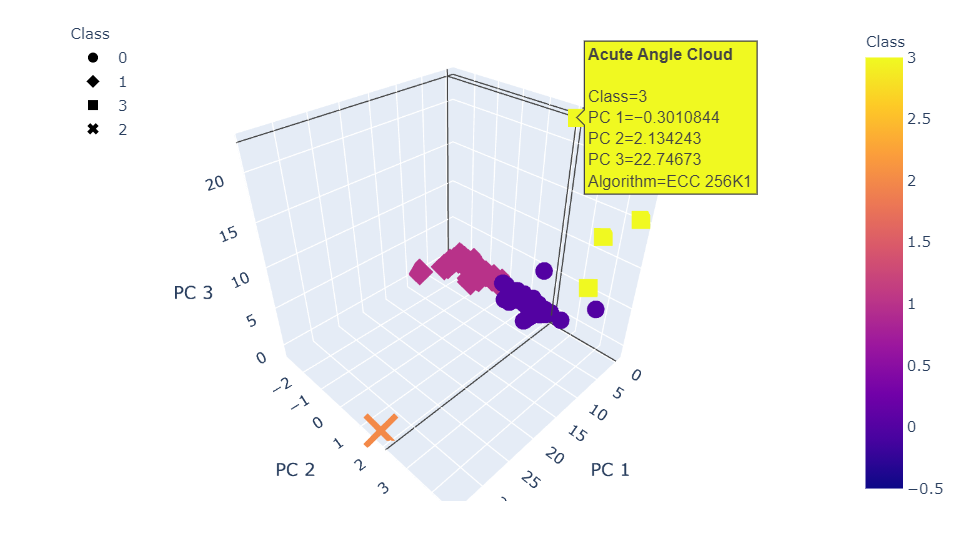 Class
0
1
3
2
Acute Angle Cloud
Class=3
PC 1=−0.3010844
PC 2=2.134243
PC 3=22.74673
Algorithm=ECC 256K1
20
15
10
5
0
PC 3
−2
−1
0
1
2
3
PC 2
0
5
10
15
20
25
PC 1
Class
3
2.5
2
1.5
1
0.5
0
−0.5